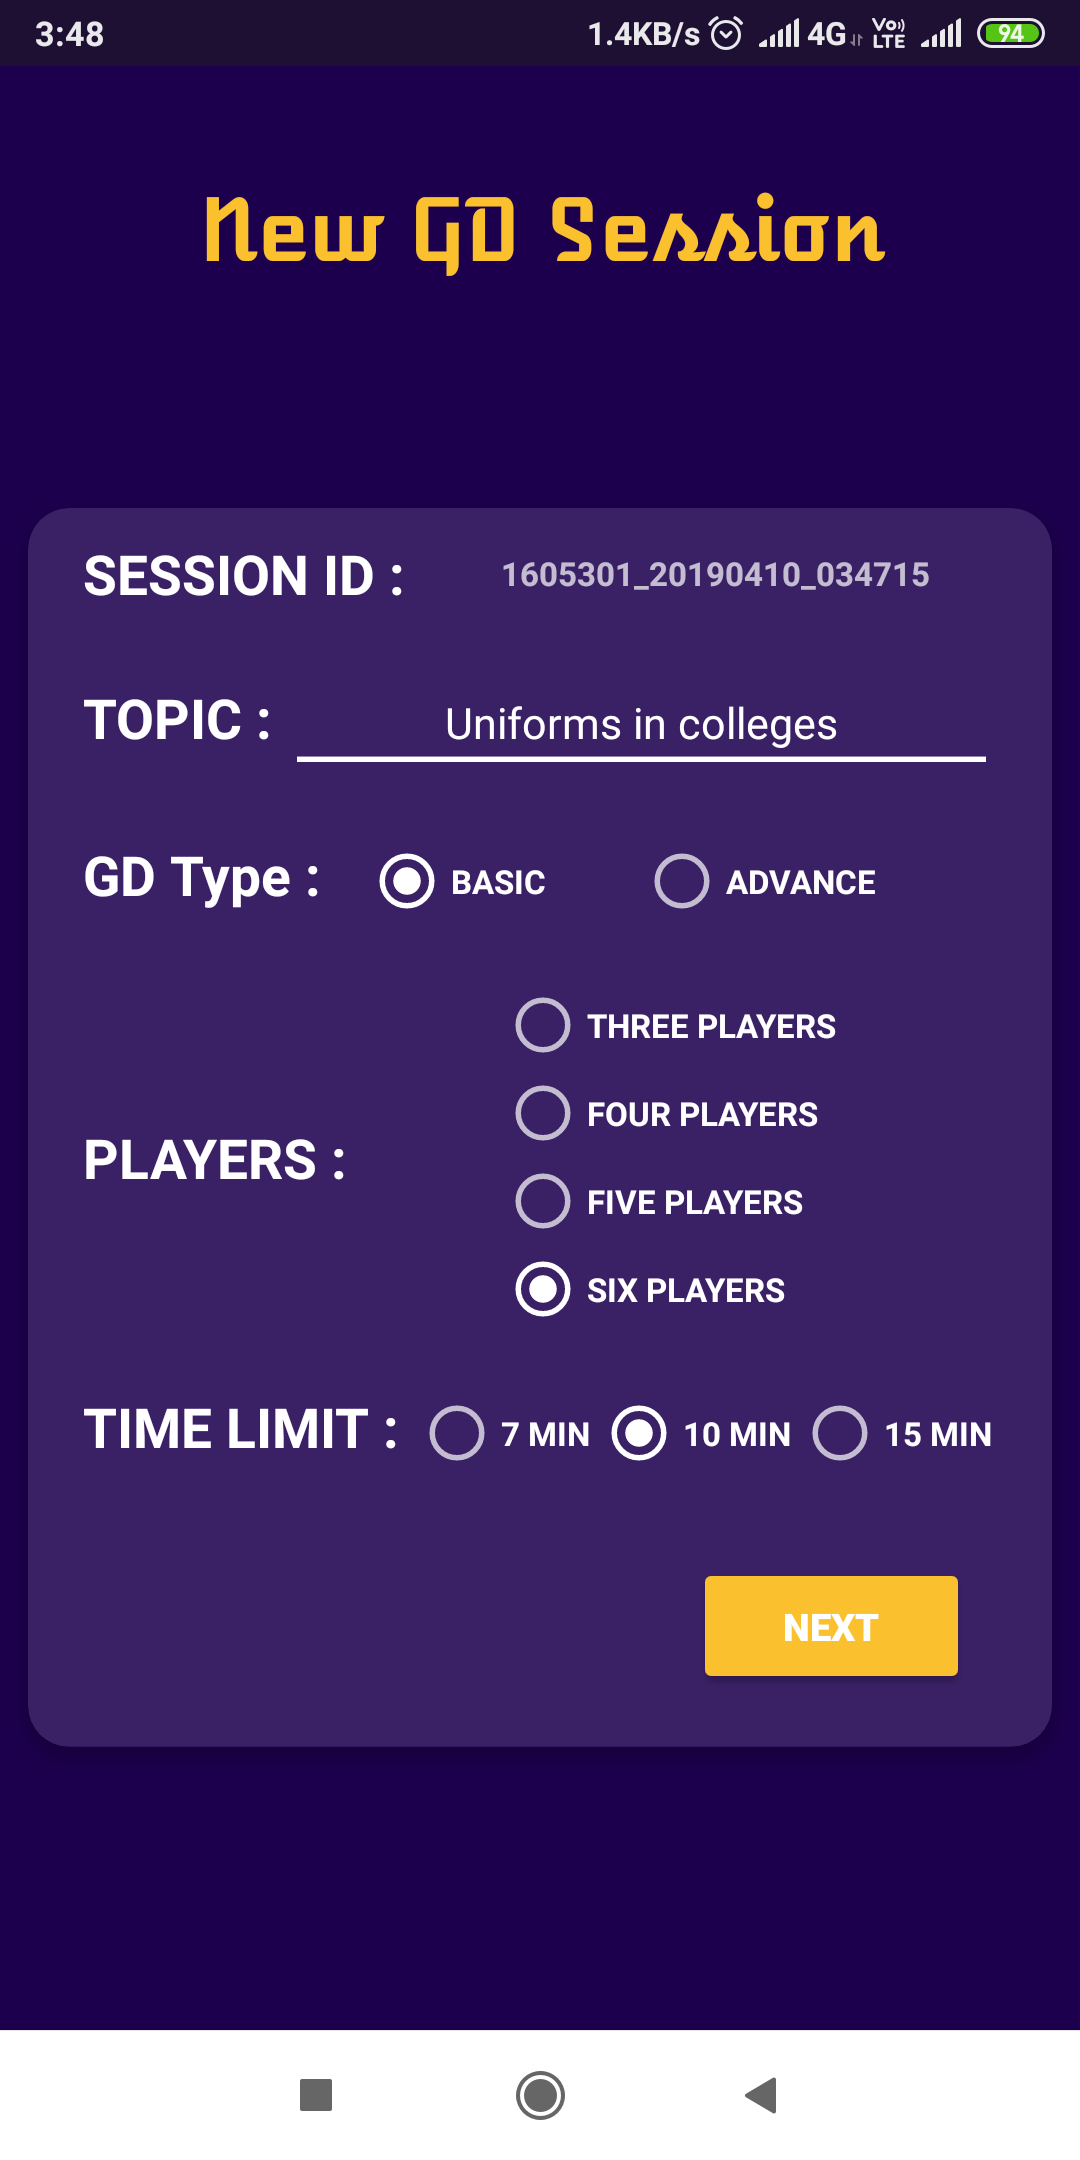 3:48 1.4KB/s 4G VoLTE 94
New GD Session
SESSION ID : 1605301_20190410_034715
TOPIC : Uniforms in colleges
GD Type : BASIC ADVANCE
THREE PLAYERS
FOUR PLAYERS
PLAYERS :
FIVE PLAYERS
SIX PLAYERS
TIME LIMIT : 7 MIN 10 MIN 15 MIN
NEXT